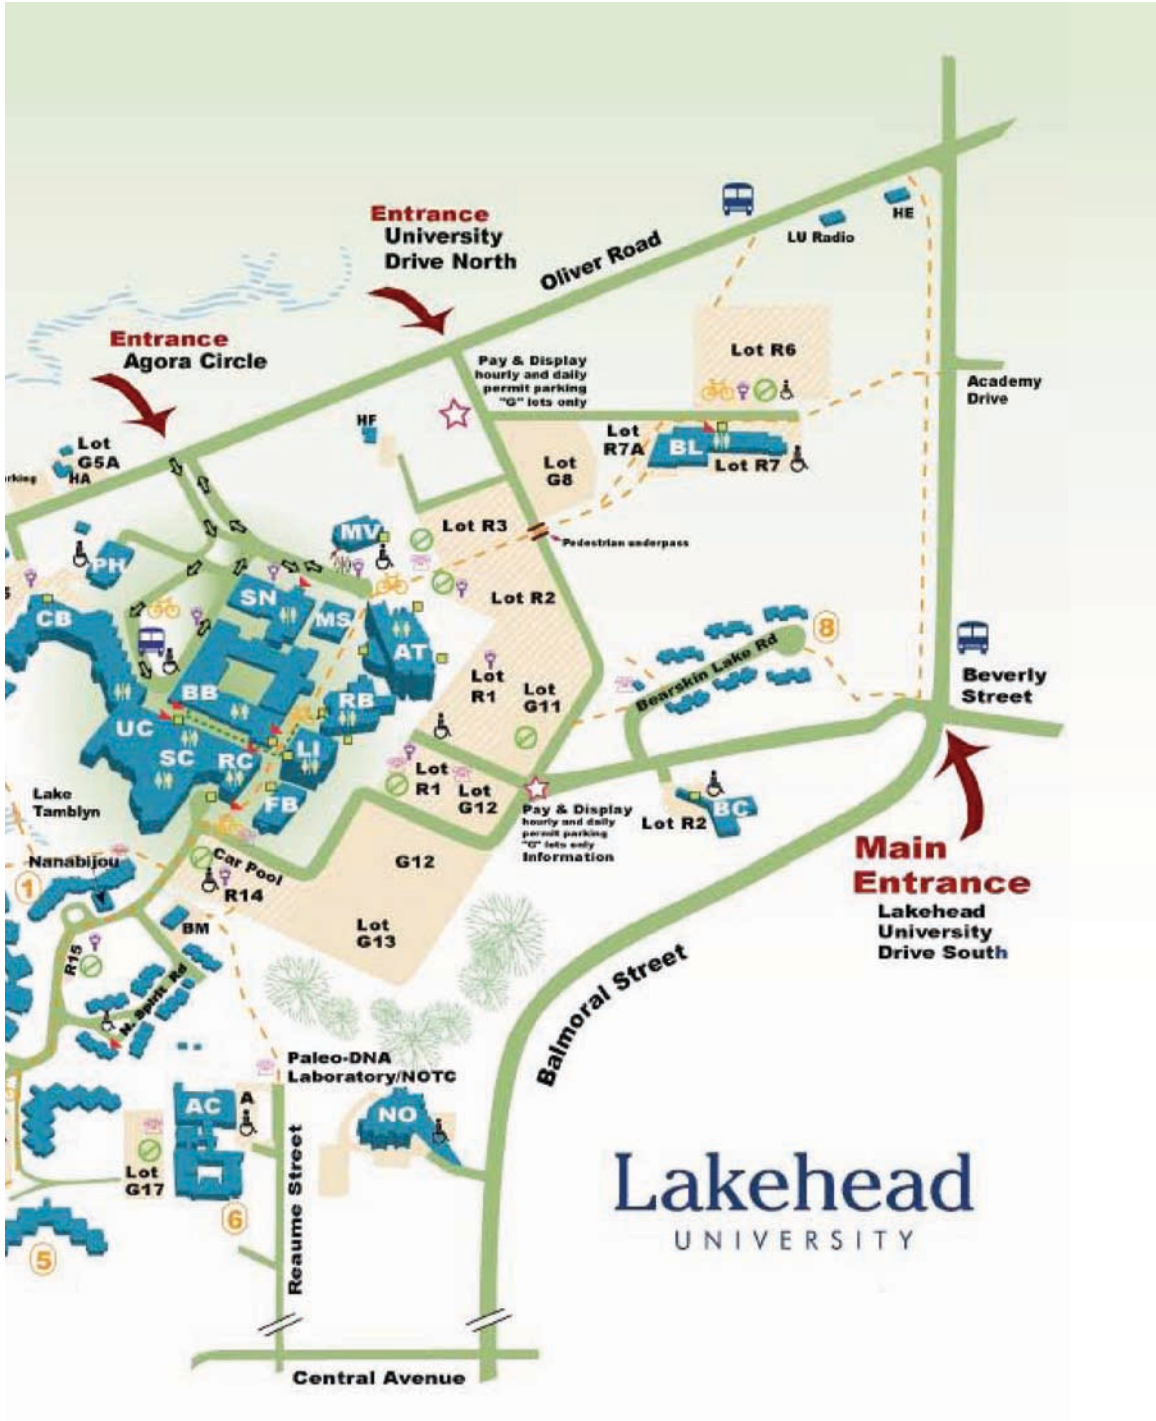 Entrance
University
Drive North
Oliver Road
LU Radio
HE
Entrance
Agora Circle
Lot R6
Pay & Display
hourly and daily
permit parking
"G" lots only
Academy
Drive
HF
Lot
G5A
HA
rking
Lot
R7A
BL
Lot R7
Lot
G8
MV
Lot R3
Pedestrian underpass
PH
SN
Lot R2
CB
MS
AT
8
Bearskin Lake Rd
Lot
R1
Lot
G11
BB
RB
Beverly
Street
UC
SC
RC
LI
Lot
R1
Lot
G12
FB
Lake
Tamblyn
Pay & Display
hourly and daily
permit parking
"G" lots only
Information
Lot R2
BC
Main
Entrance
Lakehead
University
Drive South
Nanabijou
Car Pool
G12
1
R14
BM
Lot
G13
R15
N. Spirit Rd
Balmoral Street
Paleo-DNA
Laboratory/NOTC
AC
A
NO
Lot
G17
6
5
Reaume Street
Lakehead
UNIVERSITY
Central Avenue